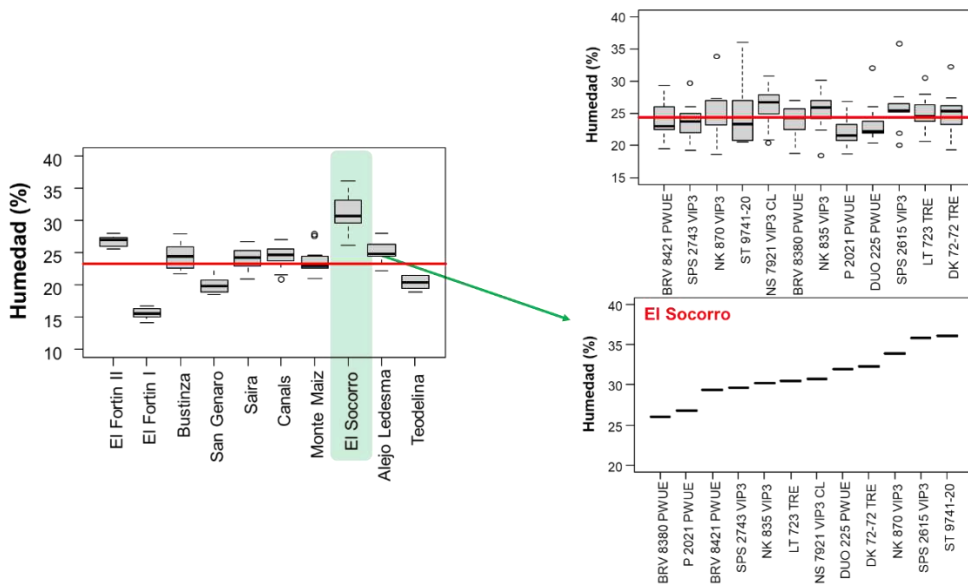 Humedad (%)
40
35
30
25
20
15
10
El Fortin II
El Fortin I
Bustinza
San Genaro
Saira
Canals
Monte Maiz
El Socorro
Alejo Ledesma
Teodelina
Humedad (%)
40
35
30
25
20
15
BRV 8421 PWUE
SPS 2743 VIP3
NK 870 VIP3
ST 9741-20
NS 7921 VIP3 CL
BRV 8380 PWUE
NK 835 VIP3
P 2021 PWUE
DUO 225 PWUE
SPS 2615 VIP3
LT 723 TRE
DK 72-72 TRE
El Socorro
Humedad (%)
40
35
30
25
20
BRV 8380 PWUE
P 2021 PWUE
BRV 8421 PWUE
SPS 2743 VIP3
NK 835 VIP3
LT 723 TRE
NS 7921 VIP3 CL
DUO 225 PWUE
DK 72-72 TRE
NK 870 VIP3
SPS 2615 VIP3
ST 9741-20